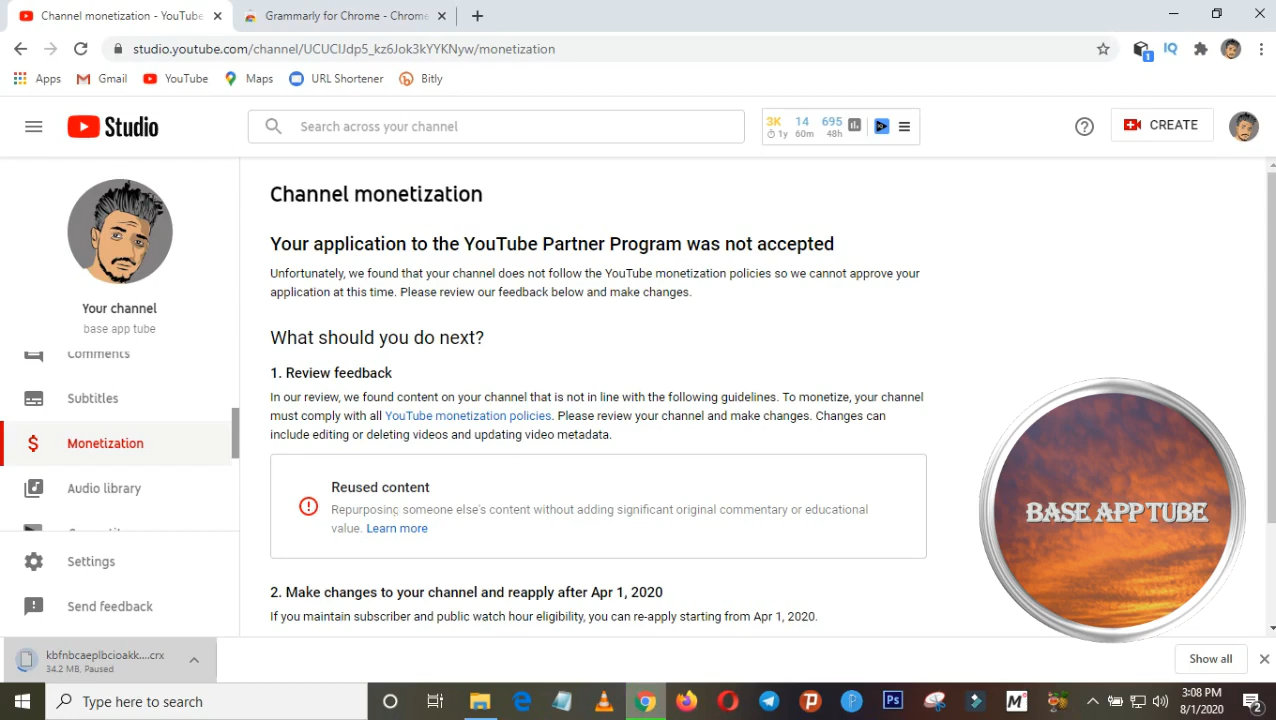 Channel monetization - YouTube
Grammarly for Chrome - Chrome
studio.youtube.com/channel/UCUClJdp5_kz6Jok3kYYKNyw/monetization
Apps Gmail YouTube Maps URL Shortener Bitly
1 IQ
Studio
Search across your channel
3K 14 695
1y 60m 48h
CREATE
Your channel
base app tube
Comments
Subtitles
Monetization
Audio library
Settings
Send feedback
Channel monetization
Your application to the YouTube Partner Program was not accepted
Unfortunately, we found that your channel does not follow the YouTube monetization policies so we cannot approve your
application at this time. Please review our feedback below and make changes.
What should you do next?
1. Review feedback
In our review, we found content on your channel that is not in line with the following guidelines. To monetize, your channel
must comply with all YouTube monetization policies. Please review your channel and make changes. Changes can
include editing or deleting videos and updating video metadata.
Reused content
Repurposing someone else's content without adding significant original commentary or educational
value. Learn more
2. Make changes to your channel and reapply after Apr 1, 2020
If you maintain subscriber and public watch hour eligibility, you can re-apply starting from Apr 1, 2020.
BASE APP TUBE
kbfnbcaeplbcioakk....crx
34.2 MB, Paused
Show all
Type here to search
3:08 PM
8/1/2020
2